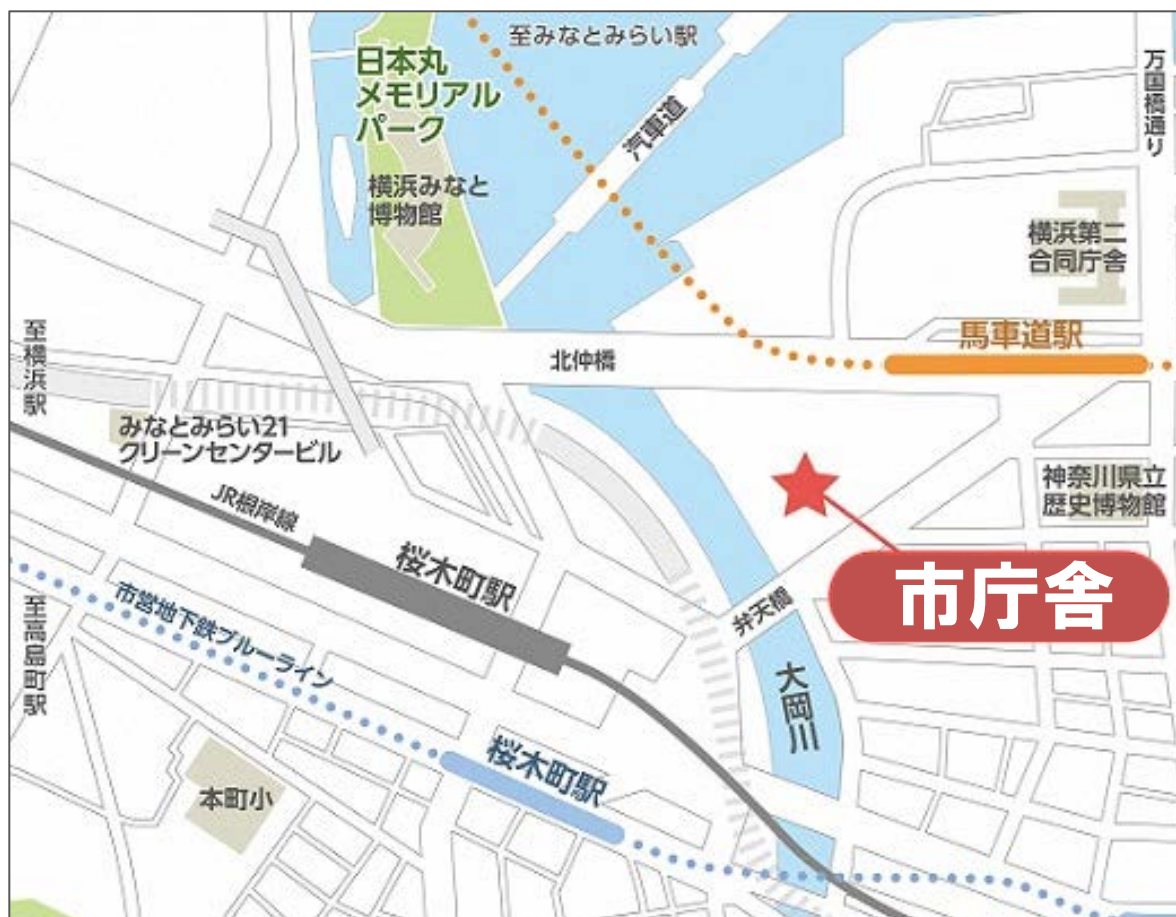 至みなとみらい駅
日本丸
メモリアル
パーク
万国橋通り
汽車道
横浜みなと
博物館
横浜第二
合同庁舎
至横浜駅
馬車道駅
北仲橋
みなとみらい21
クリーンセンタービル
神奈川県立
歴史博物館
JR根岸線
桜木町駅
市庁舎
弁天橋
至高島町駅
市営地下鉄ブルーライン
大岡川
桜木町駅
本町小